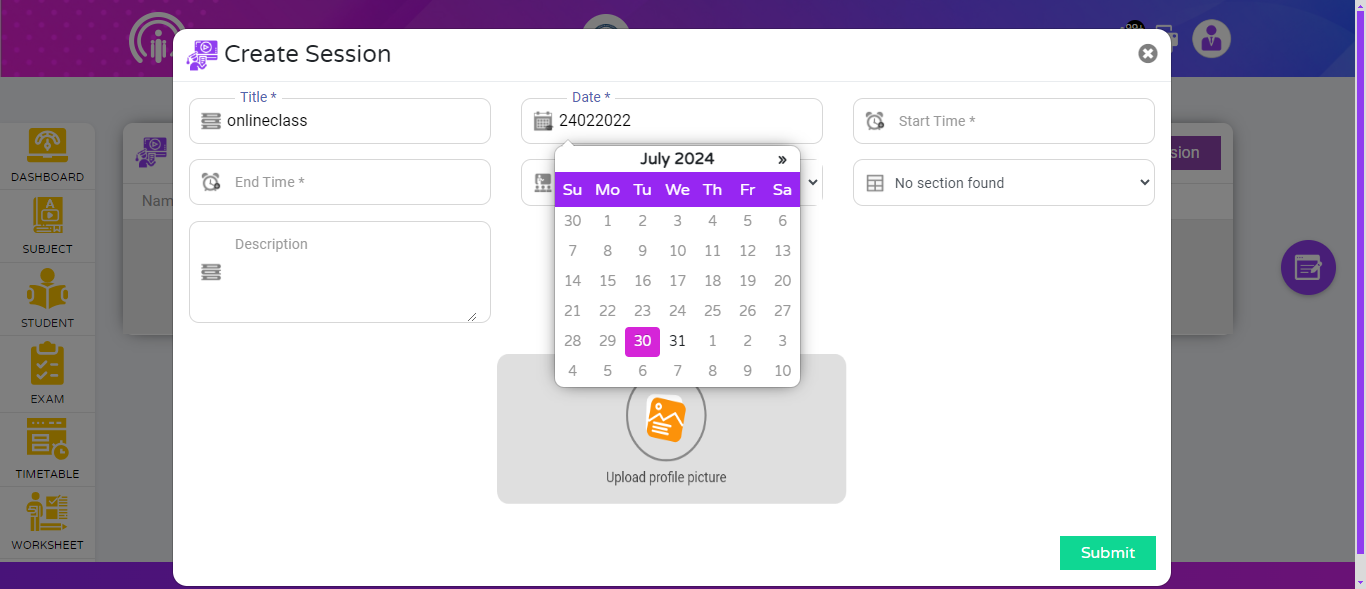 99+
Create Session
Title *
onlineclass
Date *
24022022
Start Time *
End Time *
No section found
Description
July 2024 »
Su Mo Tu We Th Fr Sa
30 1 2 3 4 5 6
7 8 9 10 11 12 13
14 15 16 17 18 19 20
21 22 23 24 25 26 27
28 29 30 31 1 2 3
4 5 6 7 8 9 10
Upload profile picture
Submit
DASHBOARD
SUBJECT
STUDENT
EXAM
TIMETABLE
WORKSHEET
Nam
sion